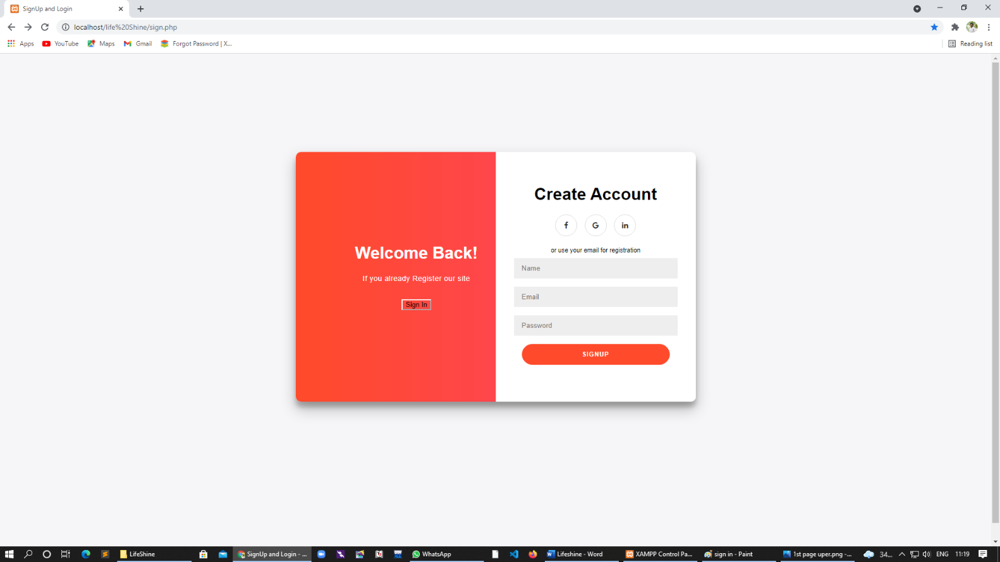 SignUp and Login
localhost/life%20Shine/sign.php
Apps
YouTube
Maps
Gmail
Forgot Password | X...
Reading list
Welcome Back!
If you already Register our site
Sign In
Create Account
f
G
in
or use your email for registration
Name
Email
Password
SIGNUP
LifeShine
SignUp and Login - ...
WhatsApp
Lifeshine - Word
XAMPP Control Pa...
sign in - Paint
1st page uper.png -...
34...
ENG
11:19